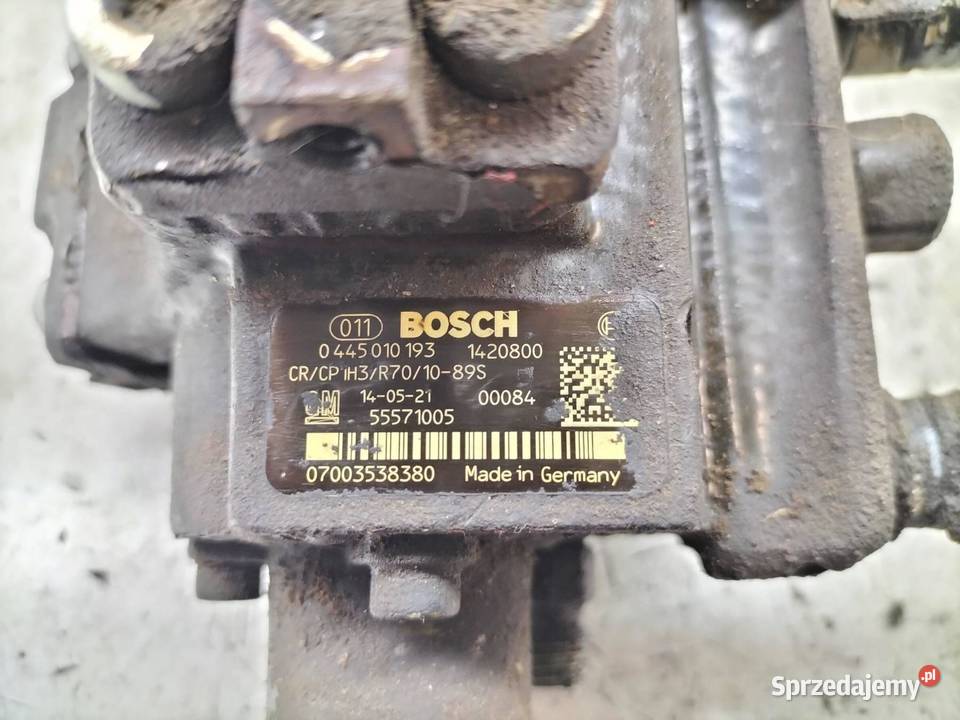 011 BOSCH
0 445 010 193 1420800
CR/CP1H3/R70/10-89S
GM 14-05-21 00084
55571005
07003538380 Made in Germany
Sprzedajemy.pl